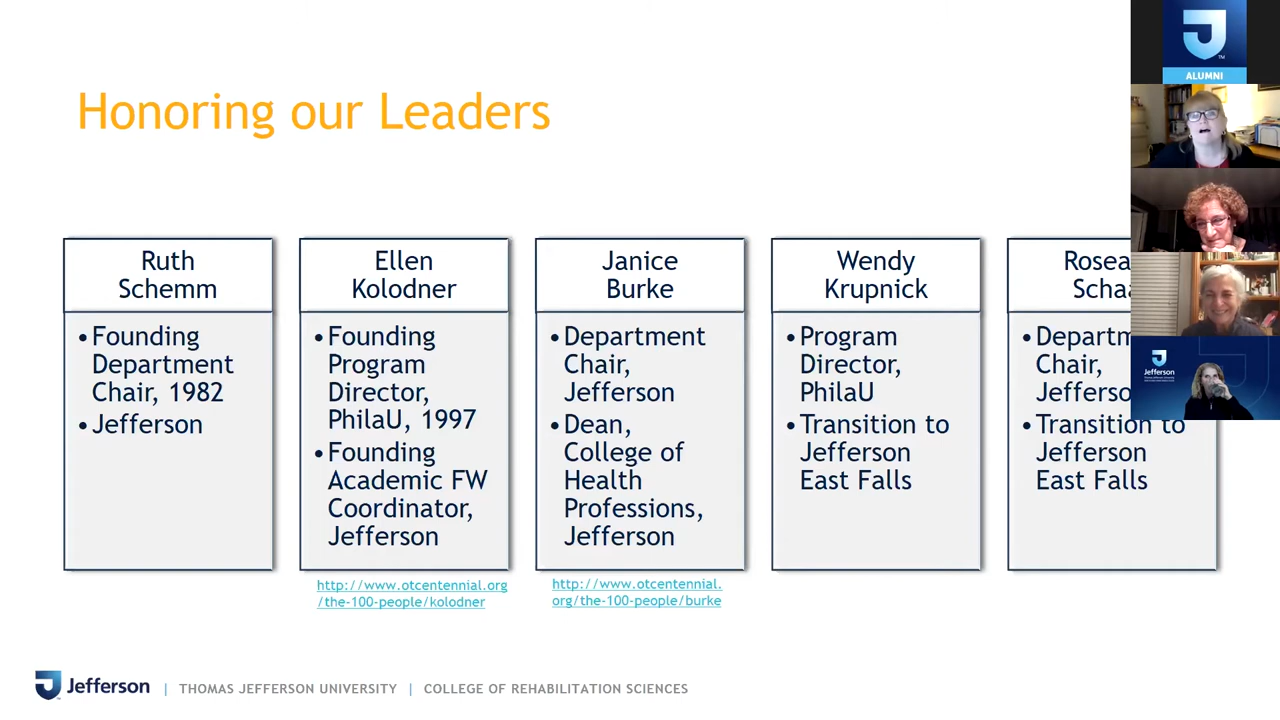 Honoring our Leaders
Ruth
Schemm
•Founding
Department
Chair, 1982
•Jefferson
Ellen
Kolodner
•Founding
Program
Director,
PhilaU, 1997
•Founding
Academic FW
Coordinator,
Jefferson
http://www.otcentennial.org
/the-100-people/kolodner
Janice
Burke
•Department
Chair,
Jefferson
•Dean,
College of
Health
Professions,
Jefferson
http://www.otcentennial.
org/the-100-people/burke
Wendy
Krupnick
•Program
Director,
PhilaU
•Transition to
Jefferson
East Falls
•
Chair,
•Transition to
Jefferson
East Falls
J
ALUMNI
Jefferson
Jefferson | THOMAS JEFFERSON UNIVERSITY | COLLEGE OF REHABILITATION SCIENCES